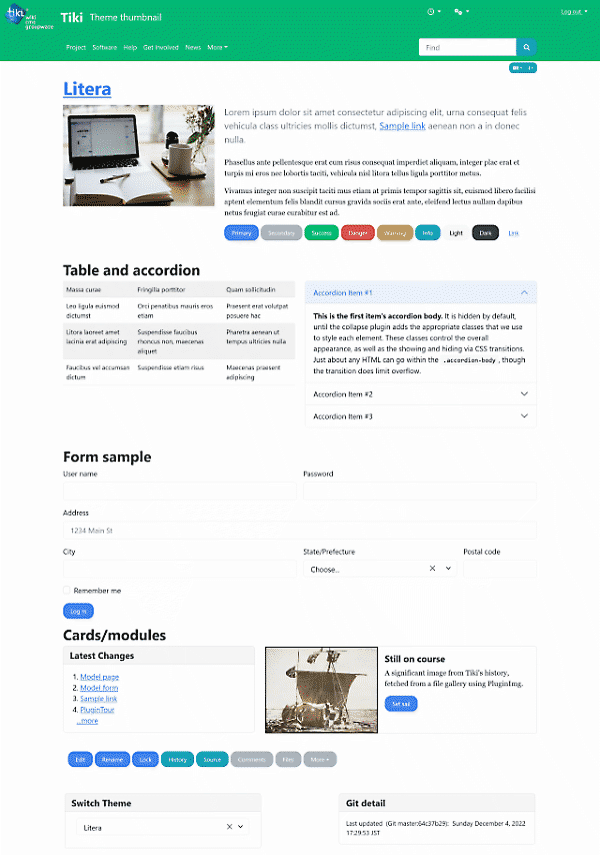 tiki
wiki
cms
groupware
Tiki Theme thumbnail
Log out
Project Software Help Get involved News More
Find
Litera
Lorem ipsum dolor sit amet consectetur adipiscing elit, urna consequat felis
vehicula class ultricies mollis dictumst, Sample link aenean non a in donec
nulla.
Phasellus ante pellentesque erat cum risus consequat imperdiet aliquam, integer plac erat et
turpis mi eros nec lobortis taciti, vehicula nisl litora tellus ligula porttitor metus.
Vivamus integer non suscipit taciti mus etiam at primis tempor sagittis sit, euismod libero facilisi
aptent elementum felis blandit cursus gravida sociis erat ante, eleifend lectus nullam dapibus
netus feugiat curae curabitur est ad.
Primary Secondary Success Danger Warning Info Light Dark Link
Table and accordion
Massa curae Fringilla porttitor Quam sollicitudin
Leo ligula euismod
dictumst
Orci penatibus mauris eros
etiam
Praesent erat volutpat
posuere hac
Litora laoreet amet
lacinia erat adipiscing
Suspendisse faucibus
rhoncus non, maecenas
aliquet
Pharetra aenean ut
tempus ultricies nulla
Faucibus vel accumsan
dictum
Suspendisse etiam risus
Maecenas praesent
adipiscing
Accordion Item #1
This is the first item's accordion body. It is hidden by default,
until the collapse plugin adds the appropriate classes that we use
to style each element. These classes control the overall
appearance, as well as the showing and hiding via CSS transitions.
Just about any HTML can go within the .accordion-body, though
the transition does limit overflow.
Accordion Item #2
Accordion Item #3
Form sample
User name Password
Address
1234 Main St
City State/Prefecture Postal code
Choose...
Remember me
Log in
Cards/modules
Latest Changes
1. Model page
2. Model form
3. Sample link
4. PluginTour
...more
Still on course
A significant image from Tiki's history,
fetched from a file gallery using PluginImg.
Set sail
Edit Rename Lock History Source Comments Files More
Switch Theme
Litera
Git detail
Last updated (Git master:64c37b29): Sunday December 4, 2022
17:29:53 JST